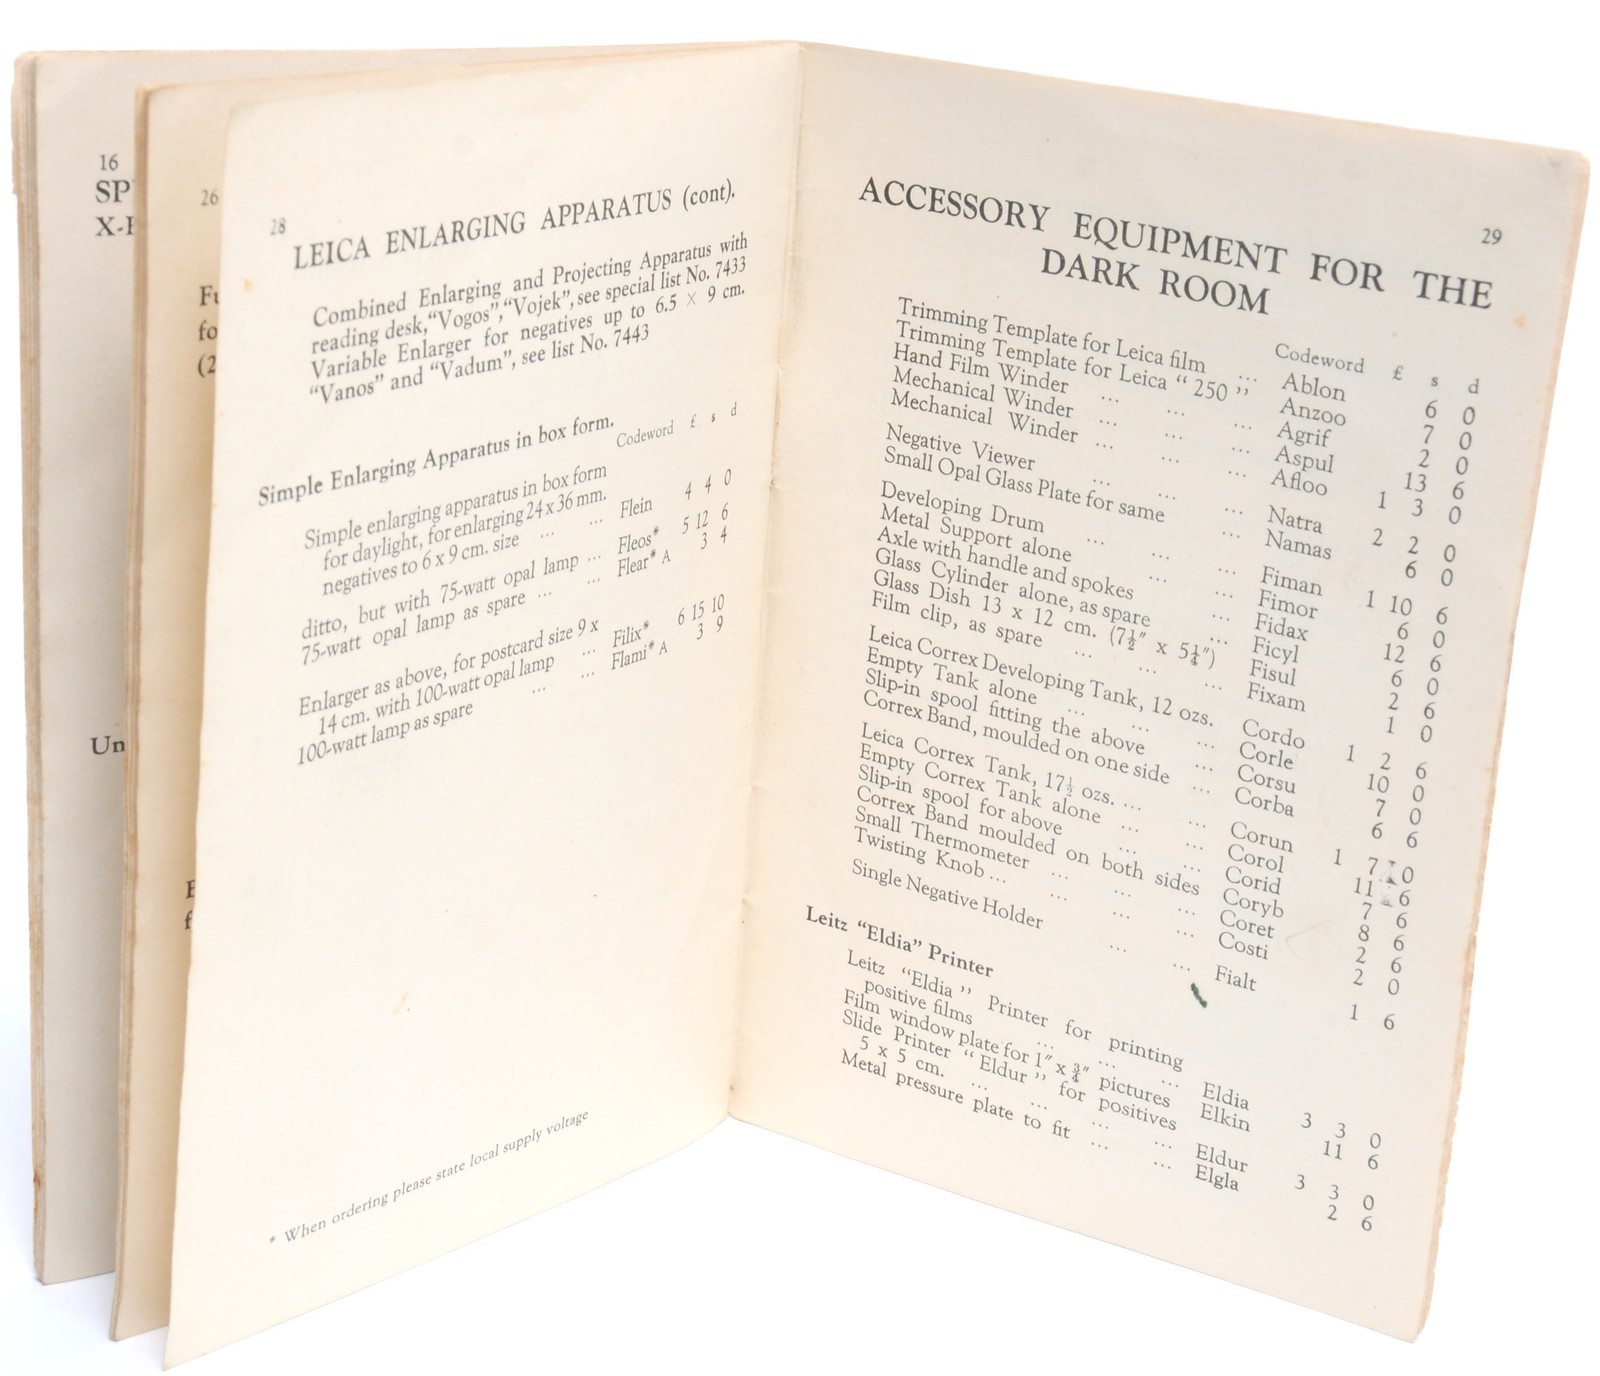 16
SP
X-
Un
26
Fu
fo
(2
E
f
28
LEICA ENLARGING APPARATUS (cont).
Combined Enlarging and Projecting Apparatus with
reading desk, "Vogos", "Vojek", see special list No. 7433
Variable Enlarger for negatives up to 6.5 × 9 cm.
"Vanos" and "Vadum", see list No. 7443
Simple Enlarging Apparatus in box form.
Codeword £ s d
Simple enlarging apparatus in box form
for daylight, for enlarging 24 x 36 mm.
negatives to 6 x 9 cm. size ... ... Flein 4 4 0
ditto, but with 75-watt opal lamp ... Fleos* 5 12 6
75-watt opal lamp as spare ... ... Flear* A 3 4
Enlarger as above, for postcard size 9 x
14 cm. with 100-watt opal lamp ... Filix* 6 15 10
100-watt lamp as spare ... ... Flami* A 3 9
* When ordering please state local supply voltage
29
ACCESSORY EQUIPMENT FOR THE
DARK ROOM
Codeword £ s d
Trimming Template for Leica film ... Ablon 6 0
Trimming Template for Leica " 250 " Anzoo 7 0
Hand Film Winder ... ... ... Agrif 2 0
Mechanical Winder ... ... Aspul 13 6
Mechanical Winder ... ... ... Afloo 1 3 0
Negative Viewer ... ... ... Natra 2 2 0
Small Opal Glass Plate for same ... Namas 6 0
Developing Drum ... ... ... Fiman 1 10 6
Metal Support alone ... ... Fimor 6 0
Axle with handle and spokes ... Fidax 12 6
Glass Cylinder alone, as spare ... Ficyl 6 0
Glass Dish 13 x 12 cm. (7½" x 5¼") Fisul 2 6
Film clip, as spare ... ... ... Fixam 1 0
Leica Correx Developing Tank, 12 ozs. Cordo 1 2 6
Empty Tank alone ... ... ... Corle 10 0
Slip-in spool fitting the above ... Corsu 7 0
Correx Band, moulded on one side ... Corba 6 6
Leica Correx Tank, 17½ ozs. ... ... Corun 1 7 0
Empty Correx Tank alone ... ... Corol 11 6
Slip-in spool for above ... ... Corid 7 6
Correx Band moulded on both sides Coryb 8 6
Small Thermometer ... ... ... Coret 2 6
Twisting Knob ... ... ... Costi 2 0
Single Negative Holder ... ... Fialt 1 6
Leitz "Eldia" Printer
Leitz "Eldia" Printer for printing
positive films ... ... ... Eldia 3 3 0
Film window plate for 1" x ¾" pictures Elkin 11 6
Slide Printer "Eldur" for positives
5 x 5 cm. ... ... ... ... Eldur 3 3 0
Metal pressure plate to fit ... ... Elgla 2 6